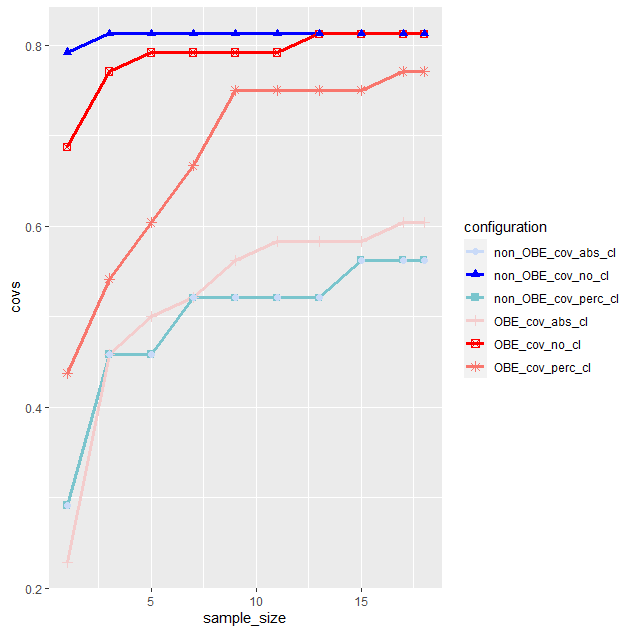 0.8
0.6
0.4
0.2
covs
5
10
15
sample_size
configuration
non_OBE_cov_abs_cl
non_OBE_cov_no_cl
non_OBE_cov_perc_cl
OBE_cov_abs_cl
OBE_cov_no_cl
OBE_cov_perc_cl